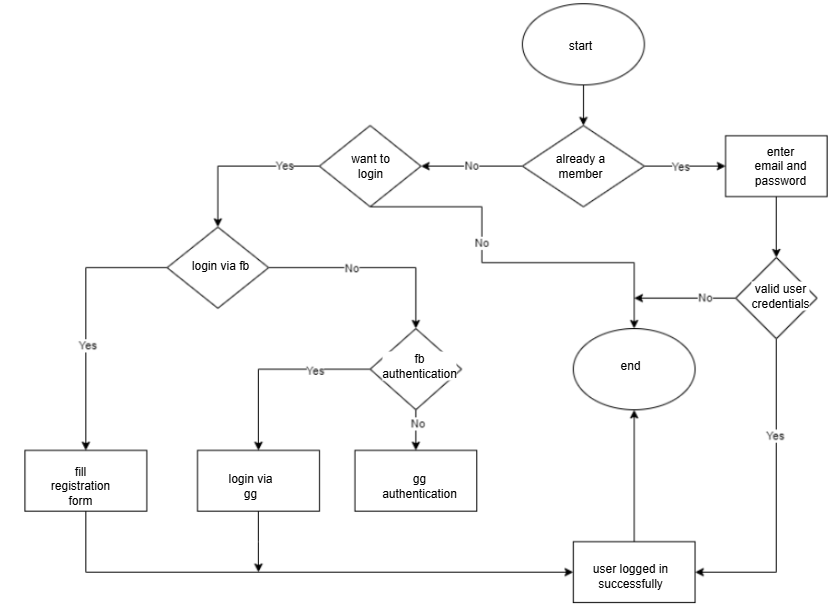 start
want to
login
Yes
No
already a
member
Yes
enter
email and
password
No
login via fb
No
valid user
credentials
No
Yes
fb
authentication
Yes
end
No
Yes
fill
registration
form
login via
gg
gg
authentication
user logged in
successfully